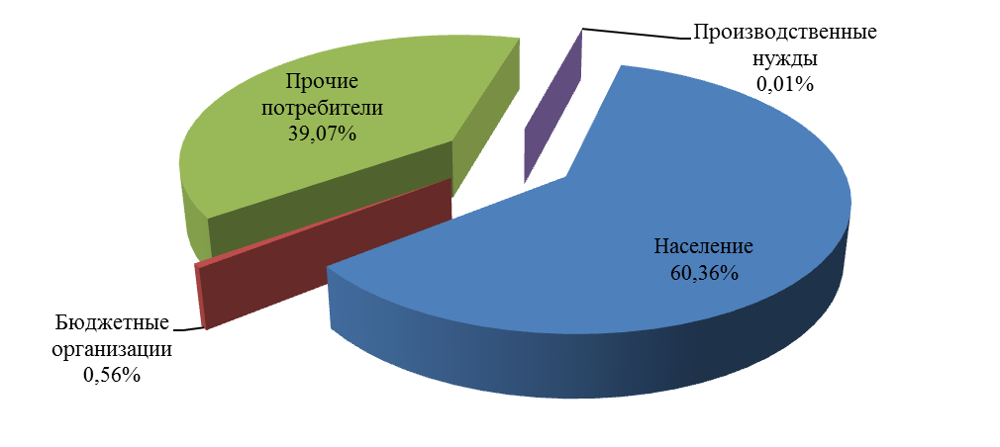 Производственные
нужды
0,01%
Прочие
потребители
39,07%
Население
60,36%
Бюджетные
организации
0,56%